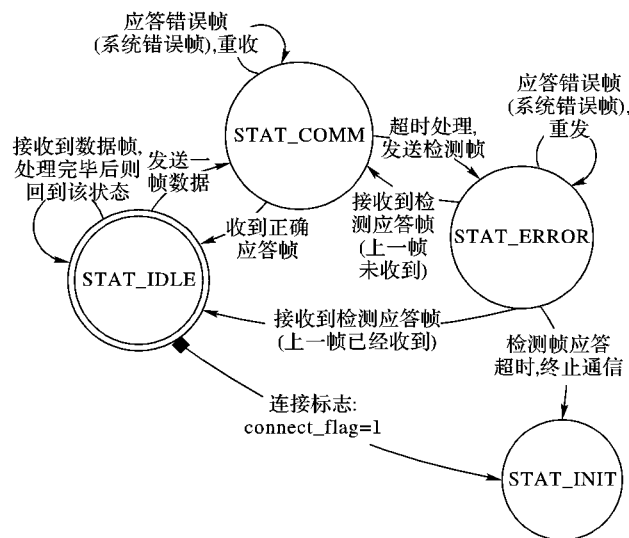 应答错误帧
(系统错误帧),重收
STAT_COMM
超时处理,
发送检测帧
应答错误帧
(系统错误帧),
重发
接收到数据帧,
处理完毕后则
回到该状态
发送一
帧数据
收到正确
应答帧
接收到检
测应答帧
(上一帧
未收到)
STAT_ERROR
STAT_IDLE
接收到检测应答帧
(上一帧已经收到)
检测帧应答
超时,终止通信
连接标志:
connect_flag=1
STAT_INIT